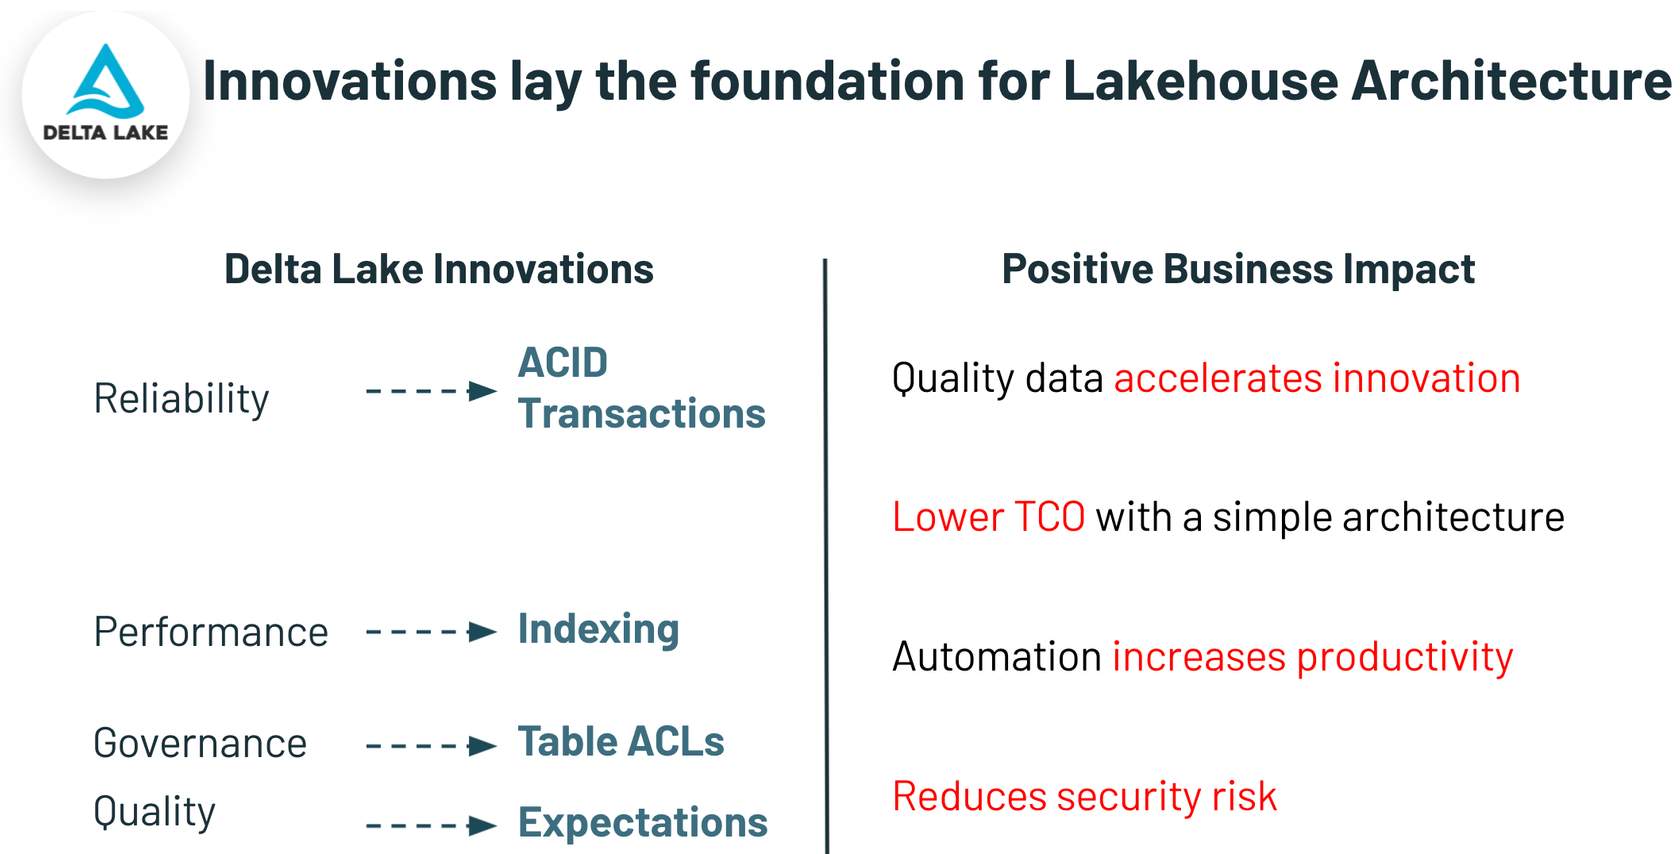 DELTA LAKE
Innovations lay the foundation for Lakehouse Architecture
Delta Lake Innovations
Reliability
ACID
Transactions
Performance
Indexing
Governance
Table ACLs
Quality
Expectations
Positive Business Impact
Quality data accelerates innovation
Lower TCO with a simple architecture
Automation increases productivity
Reduces security risk